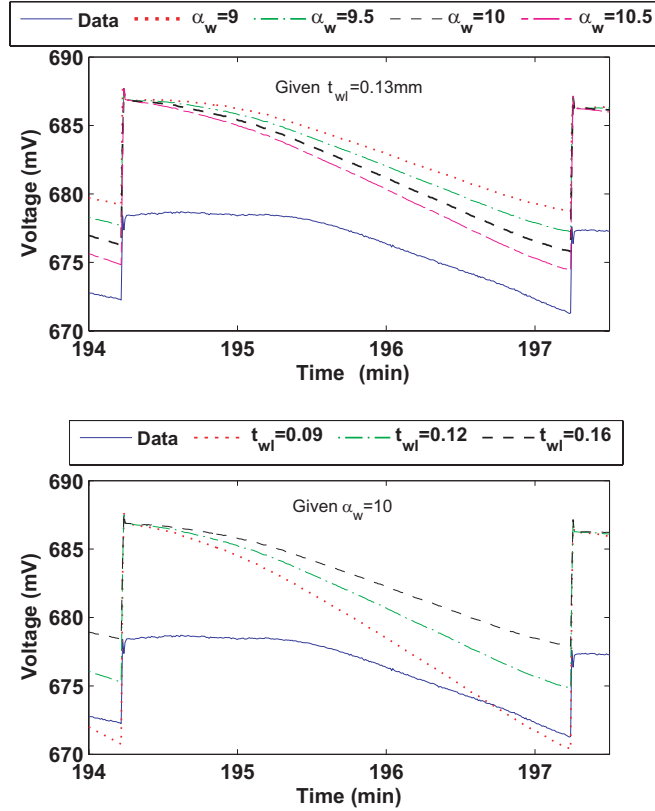 Data α_w=9 α_w=9.5 α_w=10 α_w=10.5
690
Given t_wl=0.13mm
685
680
675
670
Voltage (mV)
194 195 196 197
Time (min)
Data t_wl=0.09 t_wl=0.12 t_wl=0.16
690
Given α_w=10
685
680
675
670
Voltage (mV)
194 195 196 197
Time (min)